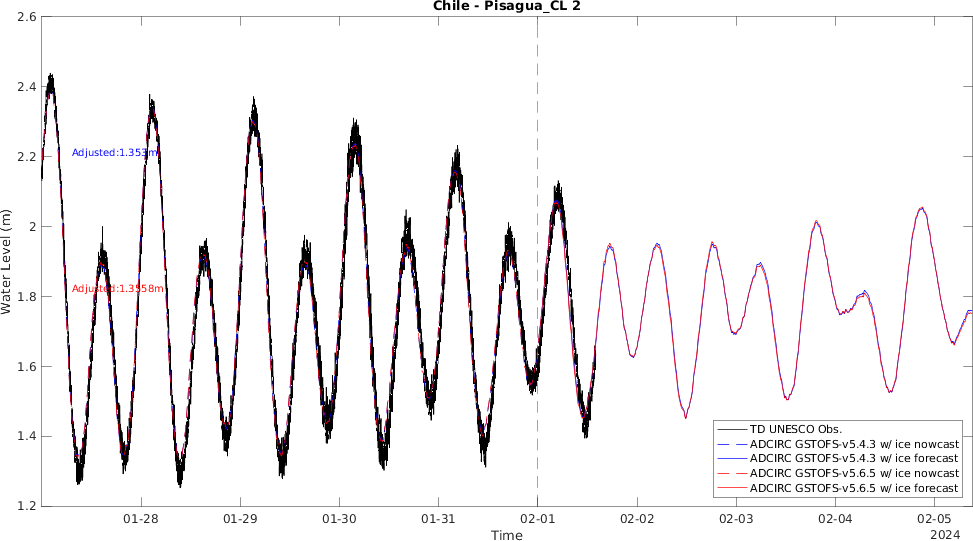 Chile - Pisagua_CL 2
2.6
2.4
2.2
2
1.8
1.6
1.4
1.2
Water Level (m)
Adjusted:1.353m
Adjusted:1.3558m
TD UNESCO Obs.
ADCIRC GSTOFS-v5.4.3 w/ ice nowcast
ADCIRC GSTOFS-v5.4.3 w/ ice forecast
ADCIRC GSTOFS-v5.6.5 w/ ice nowcast
ADCIRC GSTOFS-v5.6.5 w/ ice forecast
01-28 01-29 01-30 01-31 02-01 02-02 02-03 02-04 02-05
Time
2024